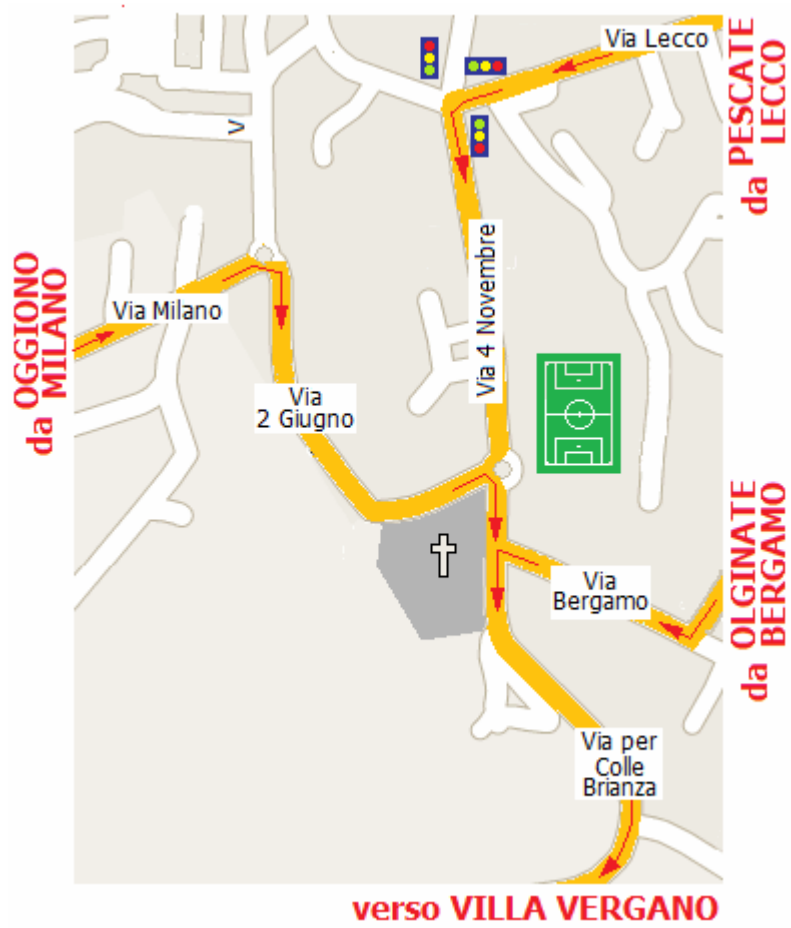 Via Lecco
da PESCATE
LECCO
V
Via 4 Novembre
Via Milano
da OGGIONO
MILANO
Via
2 Giugno
Via
Bergamo
da OLGINATE
BERGAMO
Via per
Colle
Brianza
verso VILLA VERGANO